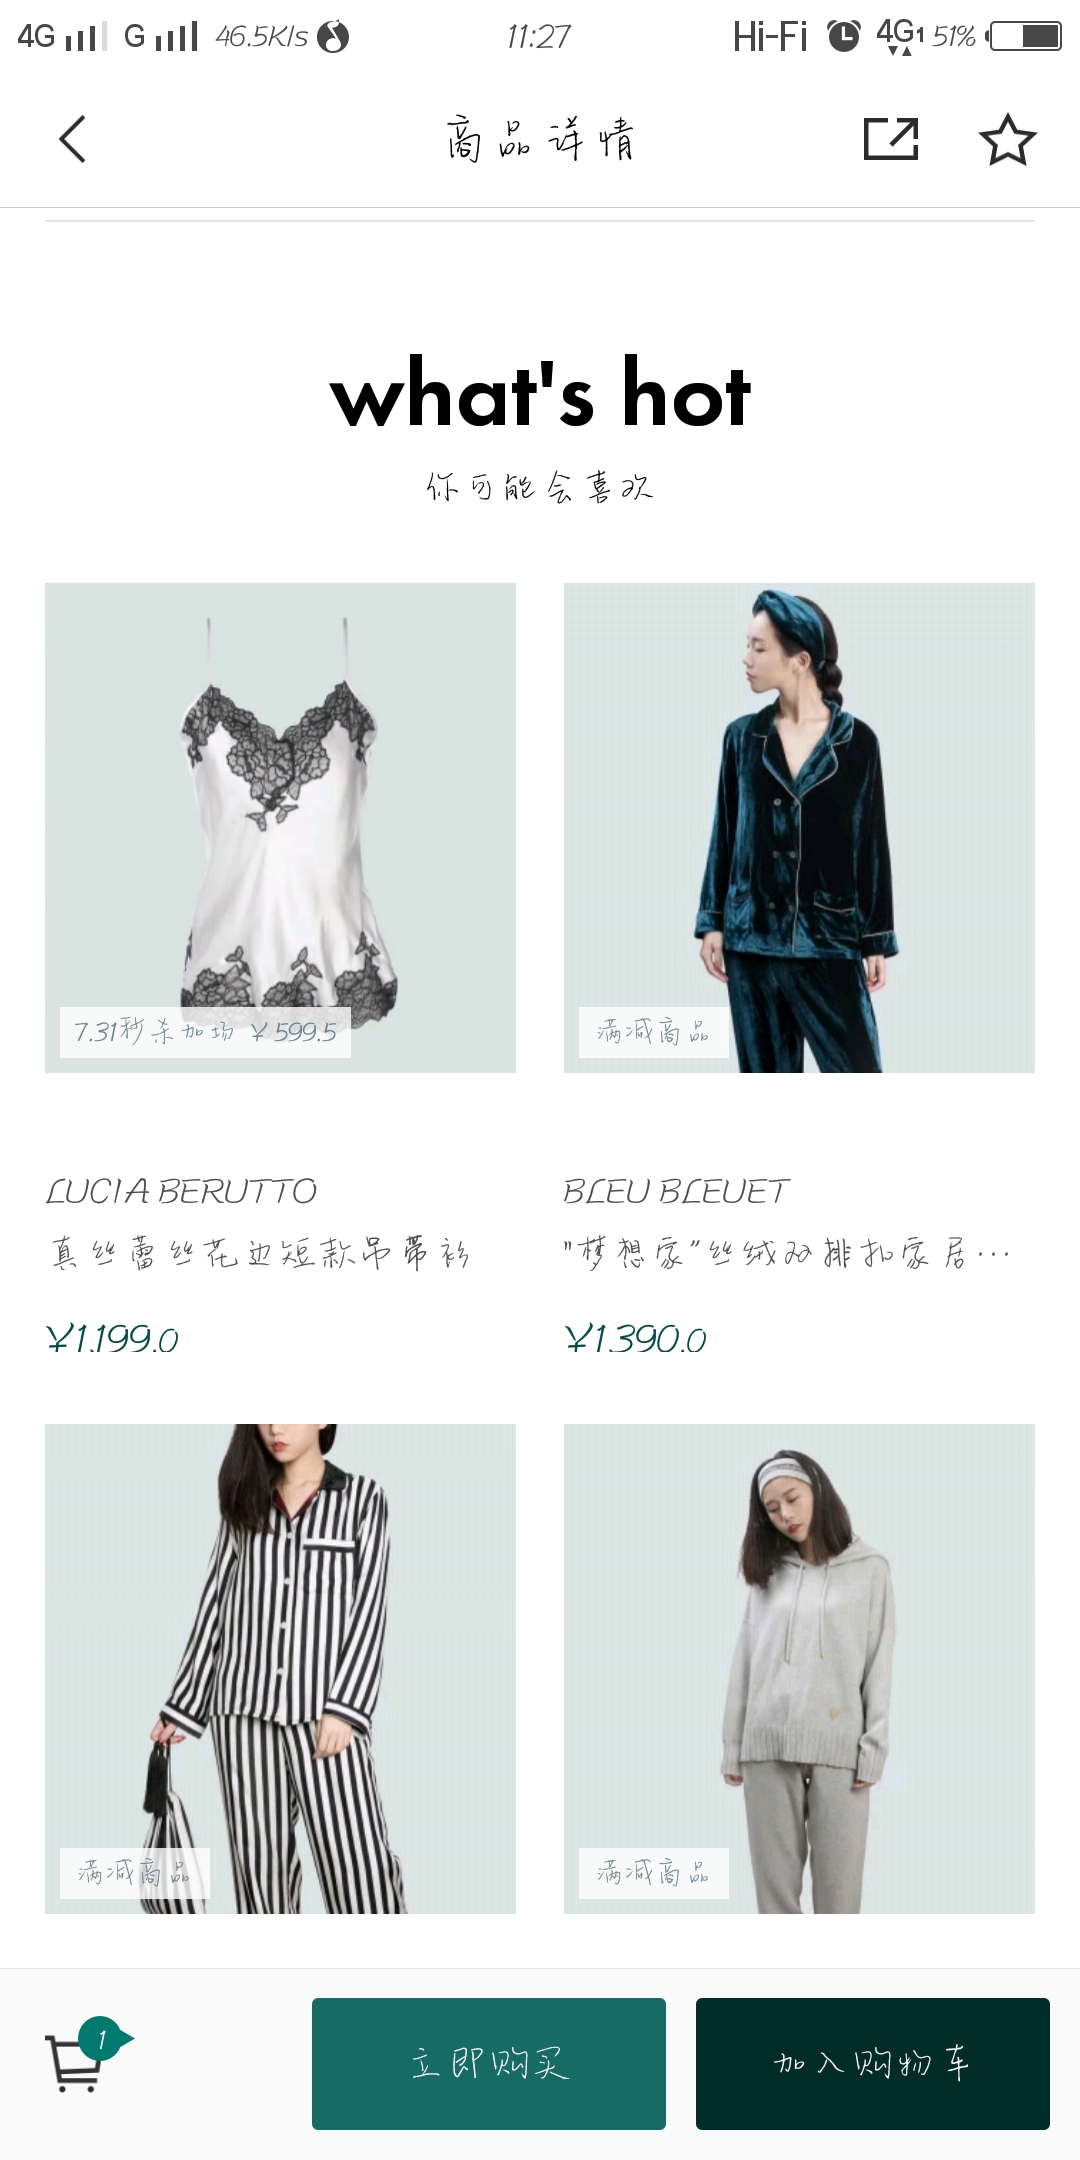 4G G 46.5K/s 11:27 Hi-Fi 4G1 51%
商品详情
what's hot
你可能会喜欢
7.31秒杀加场 ¥599.5
满减商品
LUCIA BERUTTO
真丝蕾丝花边短款吊带衫
¥1,199.0
BLEU BLEUET
"梦想家"丝绒双排扣家居…
¥1,390.0
满减商品
满减商品
1
立即购买
加入购物车